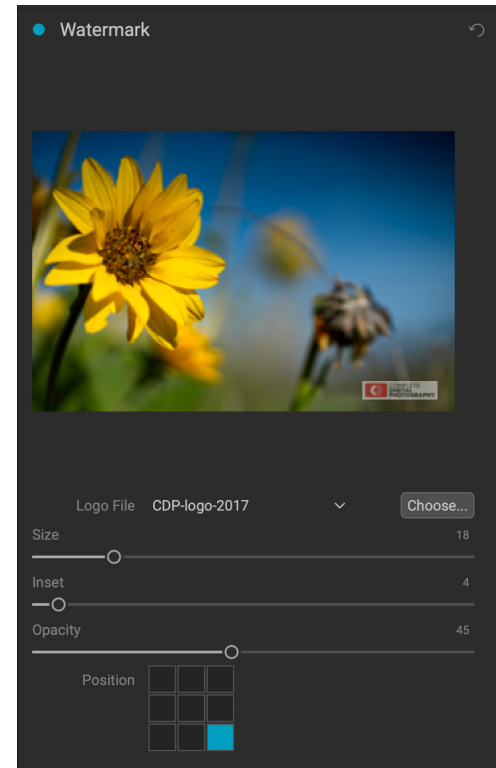 Watermark
COMPLETE
DIGITAL
PHOTOGRAPHY
Logo File CDP-logo-2017 Choose...
Size 18
Inset 4
Opacity 45
Position